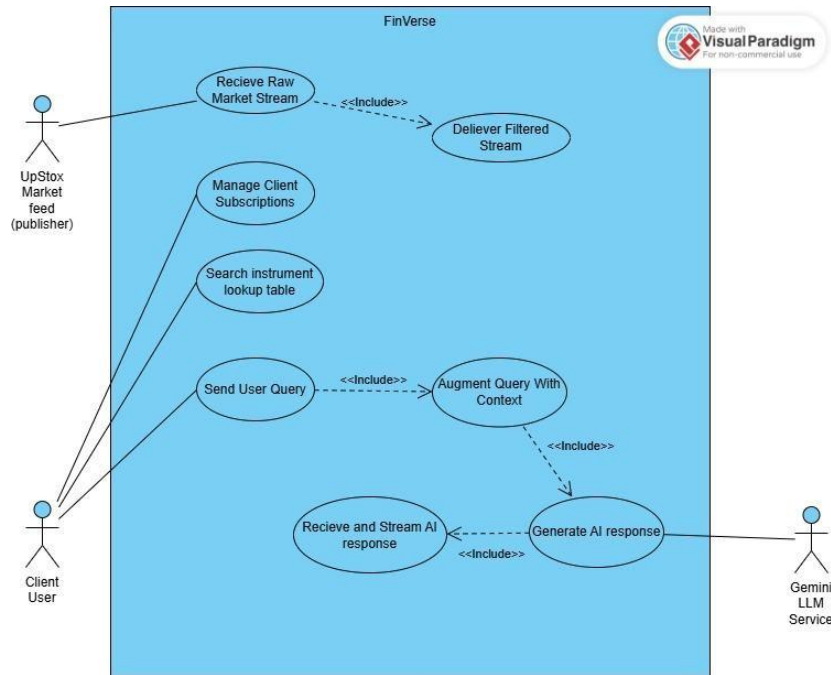 FinVerse
Made with
Visual Paradigm
For non-commercial use
Recieve Raw
Market Stream
<<Include>>
Deliever Filtered
Stream
UpStox
Market
feed
(publisher)
Manage Client
Subscriptions
Search instrument
lookup table
Send User Query
<<Include>>
Augment Query With
Context
<<Include>>
Recieve and Stream AI
response
<<Include>>
Generate AI response
Client
User
Gemini
LLM
Service